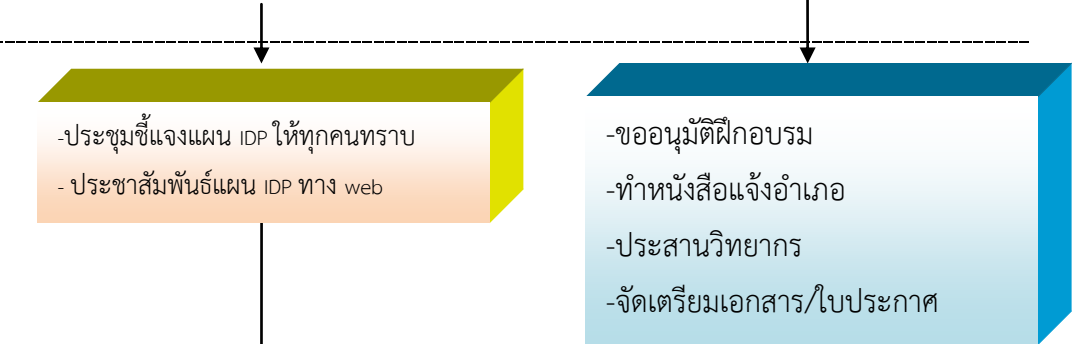 -ประชุมชี้แจงแผน IDP ให้ทุกคนทราบ
- ประชาสัมพันธ์แผน IDP ทาง web
-ขออนุมัติฝึกอบรม
-ทำหนังสือแจ้งอำเภอ
-ประสานวิทยากร
-จัดเตรียมเอกสาร/ใบประกาศ